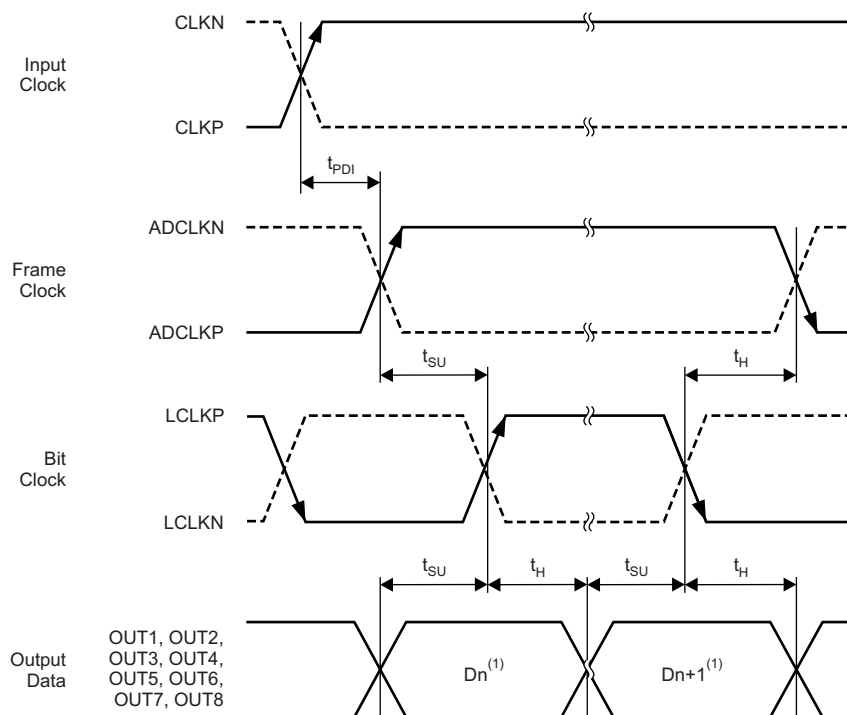 CLKN
Input
Clock
CLKP
tPDI
ADCLKN
Frame
Clock
ADCLKP
tSU
tH
LCLKP
Bit
Clock
LCLKN
tSU
tH
tSU
tH
Output
Data
OUT1, OUT2,
OUT3, OUT4,
OUT5, OUT6,
OUT7, OUT8
Dn(1)
Dn+1(1)